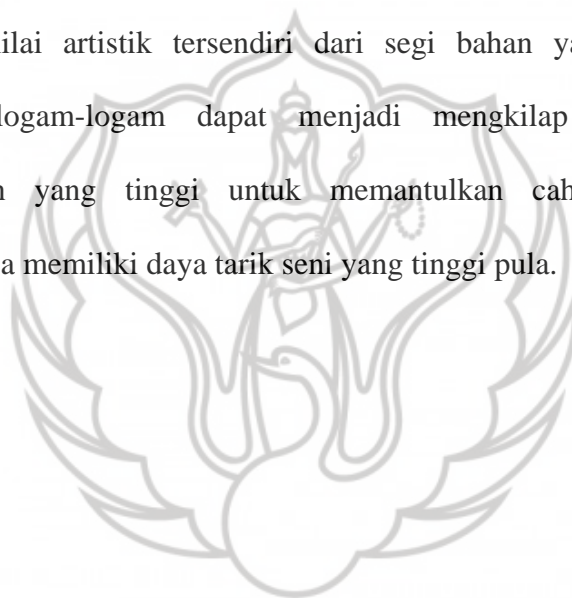 ilai artistik tersendiri dari segi bahan ya
logam-logam dapat menjadi mengkilap
yang tinggi untuk memantulkan cah
a memiliki daya tarik seni yang tinggi pula.